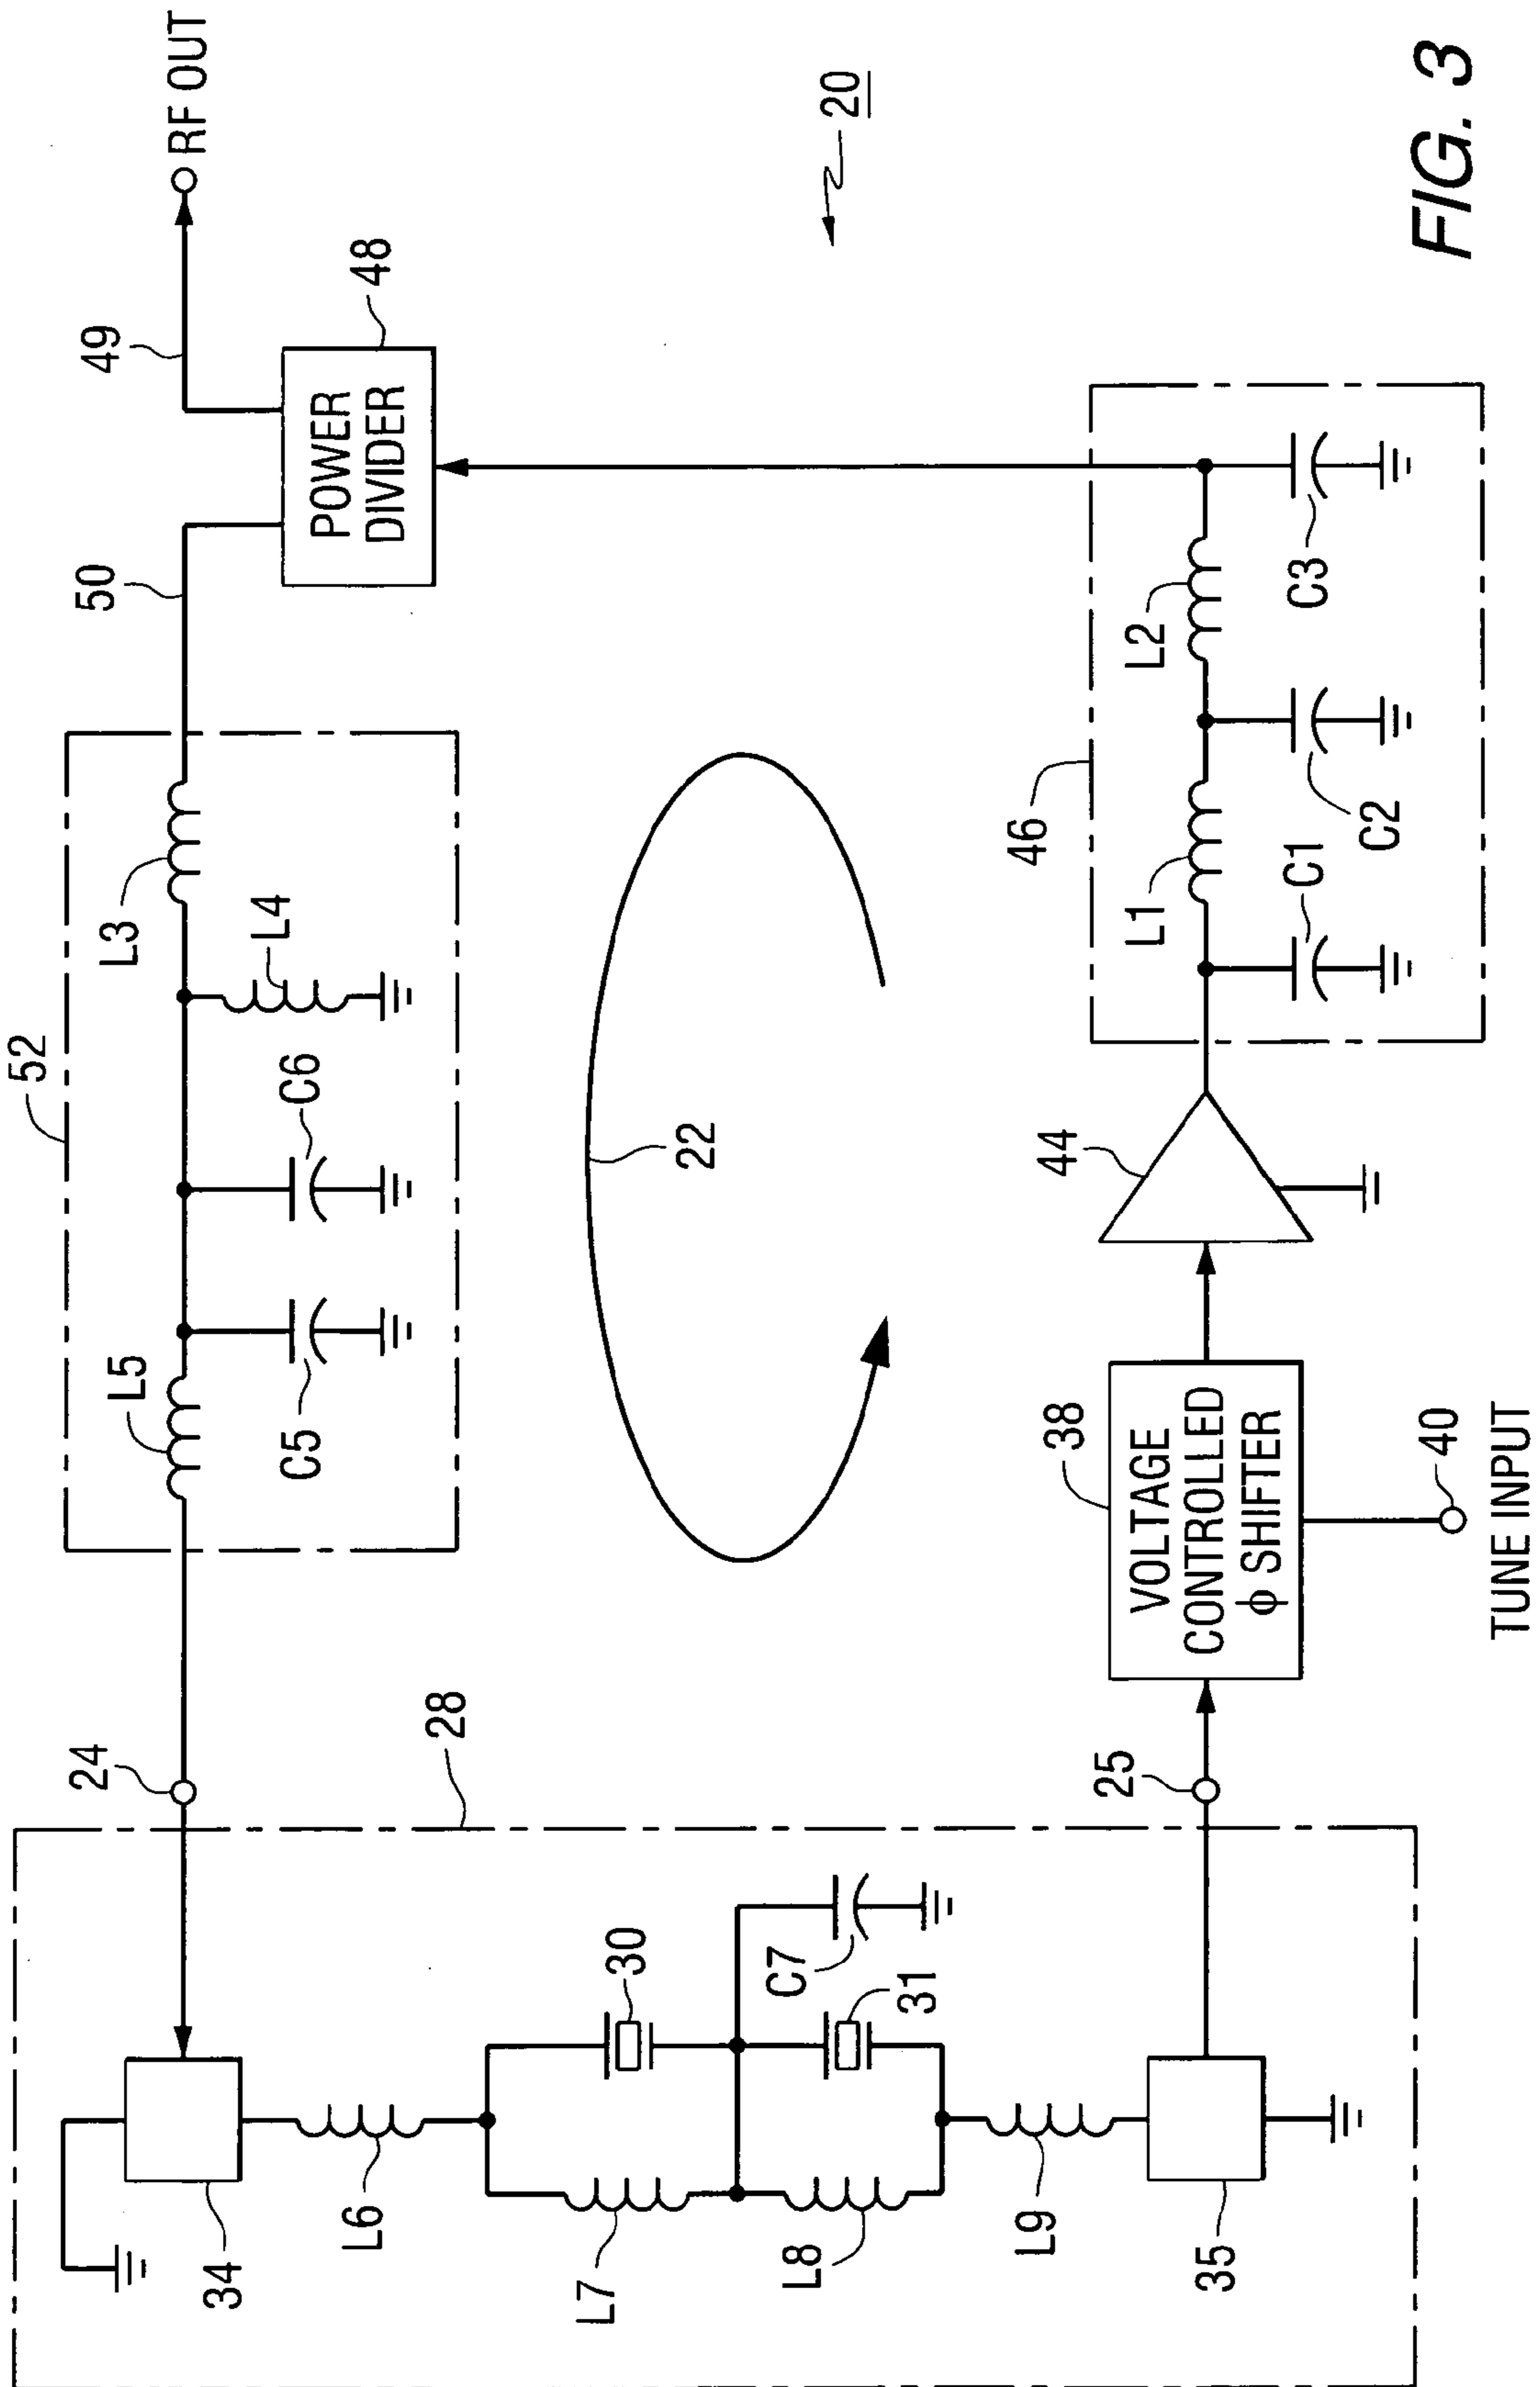 RF OUT
49
50
48
POWER
DIVIDER
20
52
L3
L4
L5
C5
C6
22
24
28
34
L6
L7
30
C7
L8
31
L9
35
25
VOLTAGE
CONTROLLED
ϕ SHIFTER
38
40
TUNE INPUT
44
46
L1
L2
C1
C2
C3
FIG. 3